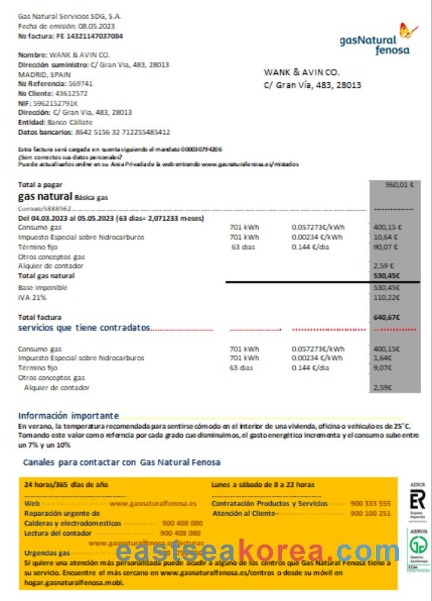 Gas Natural Servicios SDG, S.A.
Fecha de emisión: 08.05.2023
Nº factura: FE 14321147037084
gasNatural
fenosa
Nombre: WANK & AVIN CO.
Dirección suministro: C/ Gran Vía, 483, 28013
MADRID, SPAIN
Nº Referencia: 569741
Nº Cliente: 43612572
NIF: 5962152791K
Dirección: C/ Gran Vía, 483, 28013
Entidad: Banco Cállate
Datos bancarios: 8642 5156 32 712255485412
WANK & AVIN CO.
C/ Gran Vía, 483, 28013
Esta factura será cargada en cuenta siguiendo el mandato 000030794206
¿Son correctos sus datos personales?
Puede actualizarlos online en su Area Privada de la web entrando www.gasnaturalfenosa.es/misdatos
Total a pagar 960,01 €
gas natural Básica gas
Contrato5888962
Del 04.03.2023 al 05.05.2023 (63 días= 2,071233 meses)
Consumo gas 701 kWh 0.057273€/kWh 400,15 €
Impuesto Especial sobre hidrocarburos 701 kWh 0.00234 €/kWh 10,64 €
Término fijo 63 días 0.144 €/día 90,07 €
Otros conceptos gas
Alquier de contador 2,59 €
Total gas natural 530,45€
Base imponible 530,45€
IVA 21% 110,22€
Total factura 640,67€
servicios que tiene contradatos
Consumo gas 701 kWh 0.057273€/kWh 400,15€
Impuesto Especial sobre hidrocarburos 701 kWh 0.00234 €/kWh 1,64€
Término fijo 63 días 0.144 €/día 9,07€
Otros conceptos gas
Alquier de contador 2,59€
Información importante
En verano, la temperatura recomendada para sentirse cómodo en el interior de una vivienda, oficina o vehículo es de 25°C.
Tomando este valor como refencia por cada grado que disminuimos, el gasto energético incrementa y el consumo sube entre
un 7% y un 10%
Canales para contactar con Gas Natural Fenosa
24 horas/365 días de año
Web www.gasnaturalfenosa.es
Reparación urgente de
Calderas y electrodomesticos 900 408 080
Lectura del contador 900 408 080
Urgencias gas
Lunes a sábado de 8 a 22 horas
Contratación Productos y Servicios 900 333 555
Atención al Cliente 900 100 251
Si quiere una atención más personalizada puede acudir a alguno de los centros que Gas Natural Fenosa tiene a
su servicio. Encuentre el más cercano en www.gasnaturalfenosa.es/centros o desde su móvil en
hogar.gasnaturalfenosa.mobi.
AENOR
ER
AENOR
eastseakorea.com